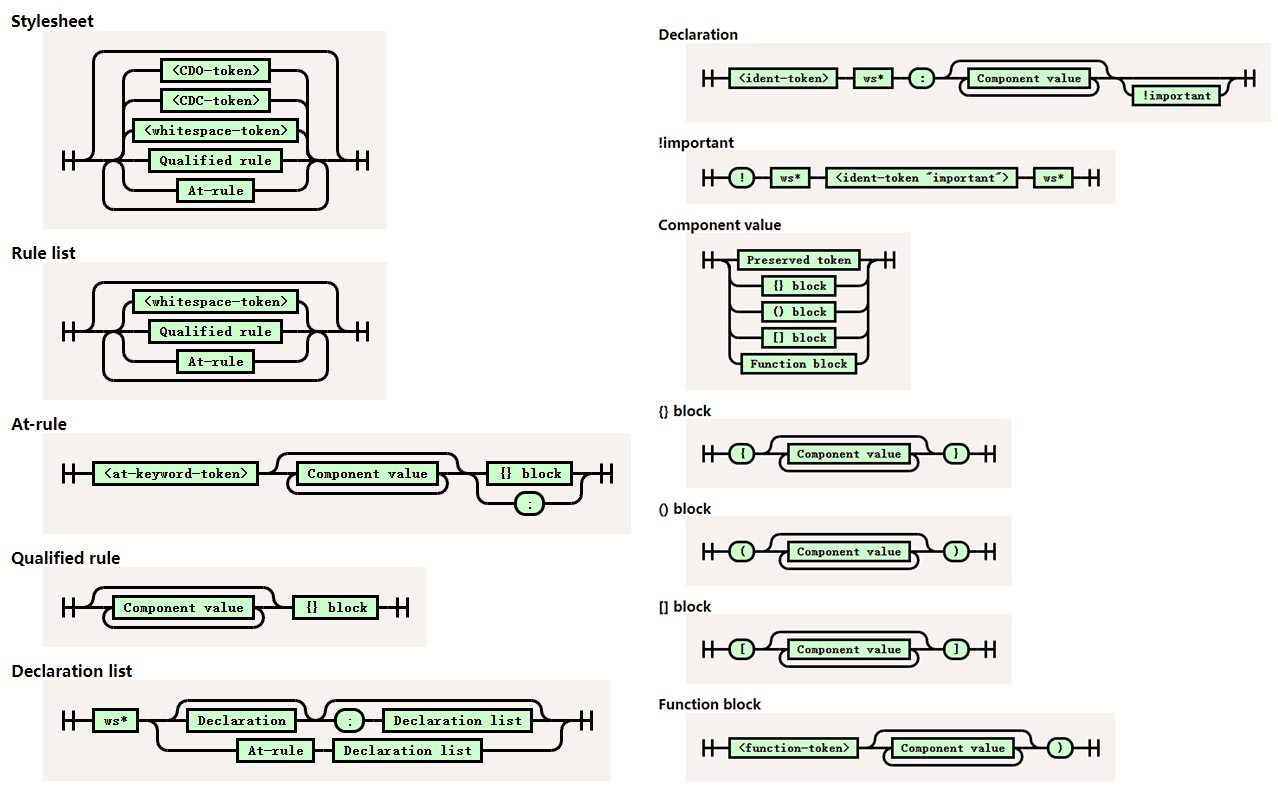 Stylesheet
<CDO-token>
<CDC-token>
<whitespace-token>
Qualified rule
At-rule
Rule list
<whitespace-token>
Qualified rule
At-rule
At-rule
<at-keyword-token> Component value {} block
;
Qualified rule
Component value {} block
Declaration list
ws* Declaration ; Declaration list
At-rule Declaration list
Declaration
<ident-token> ws* : Component value
!important
!important
! ws* <ident-token "important"> ws*
Component value
Preserved token
{} block
() block
[] block
Function block
{} block
{ Component value }
() block
( Component value )
[] block
[ Component value ]
Function block
<function-token> Component value )